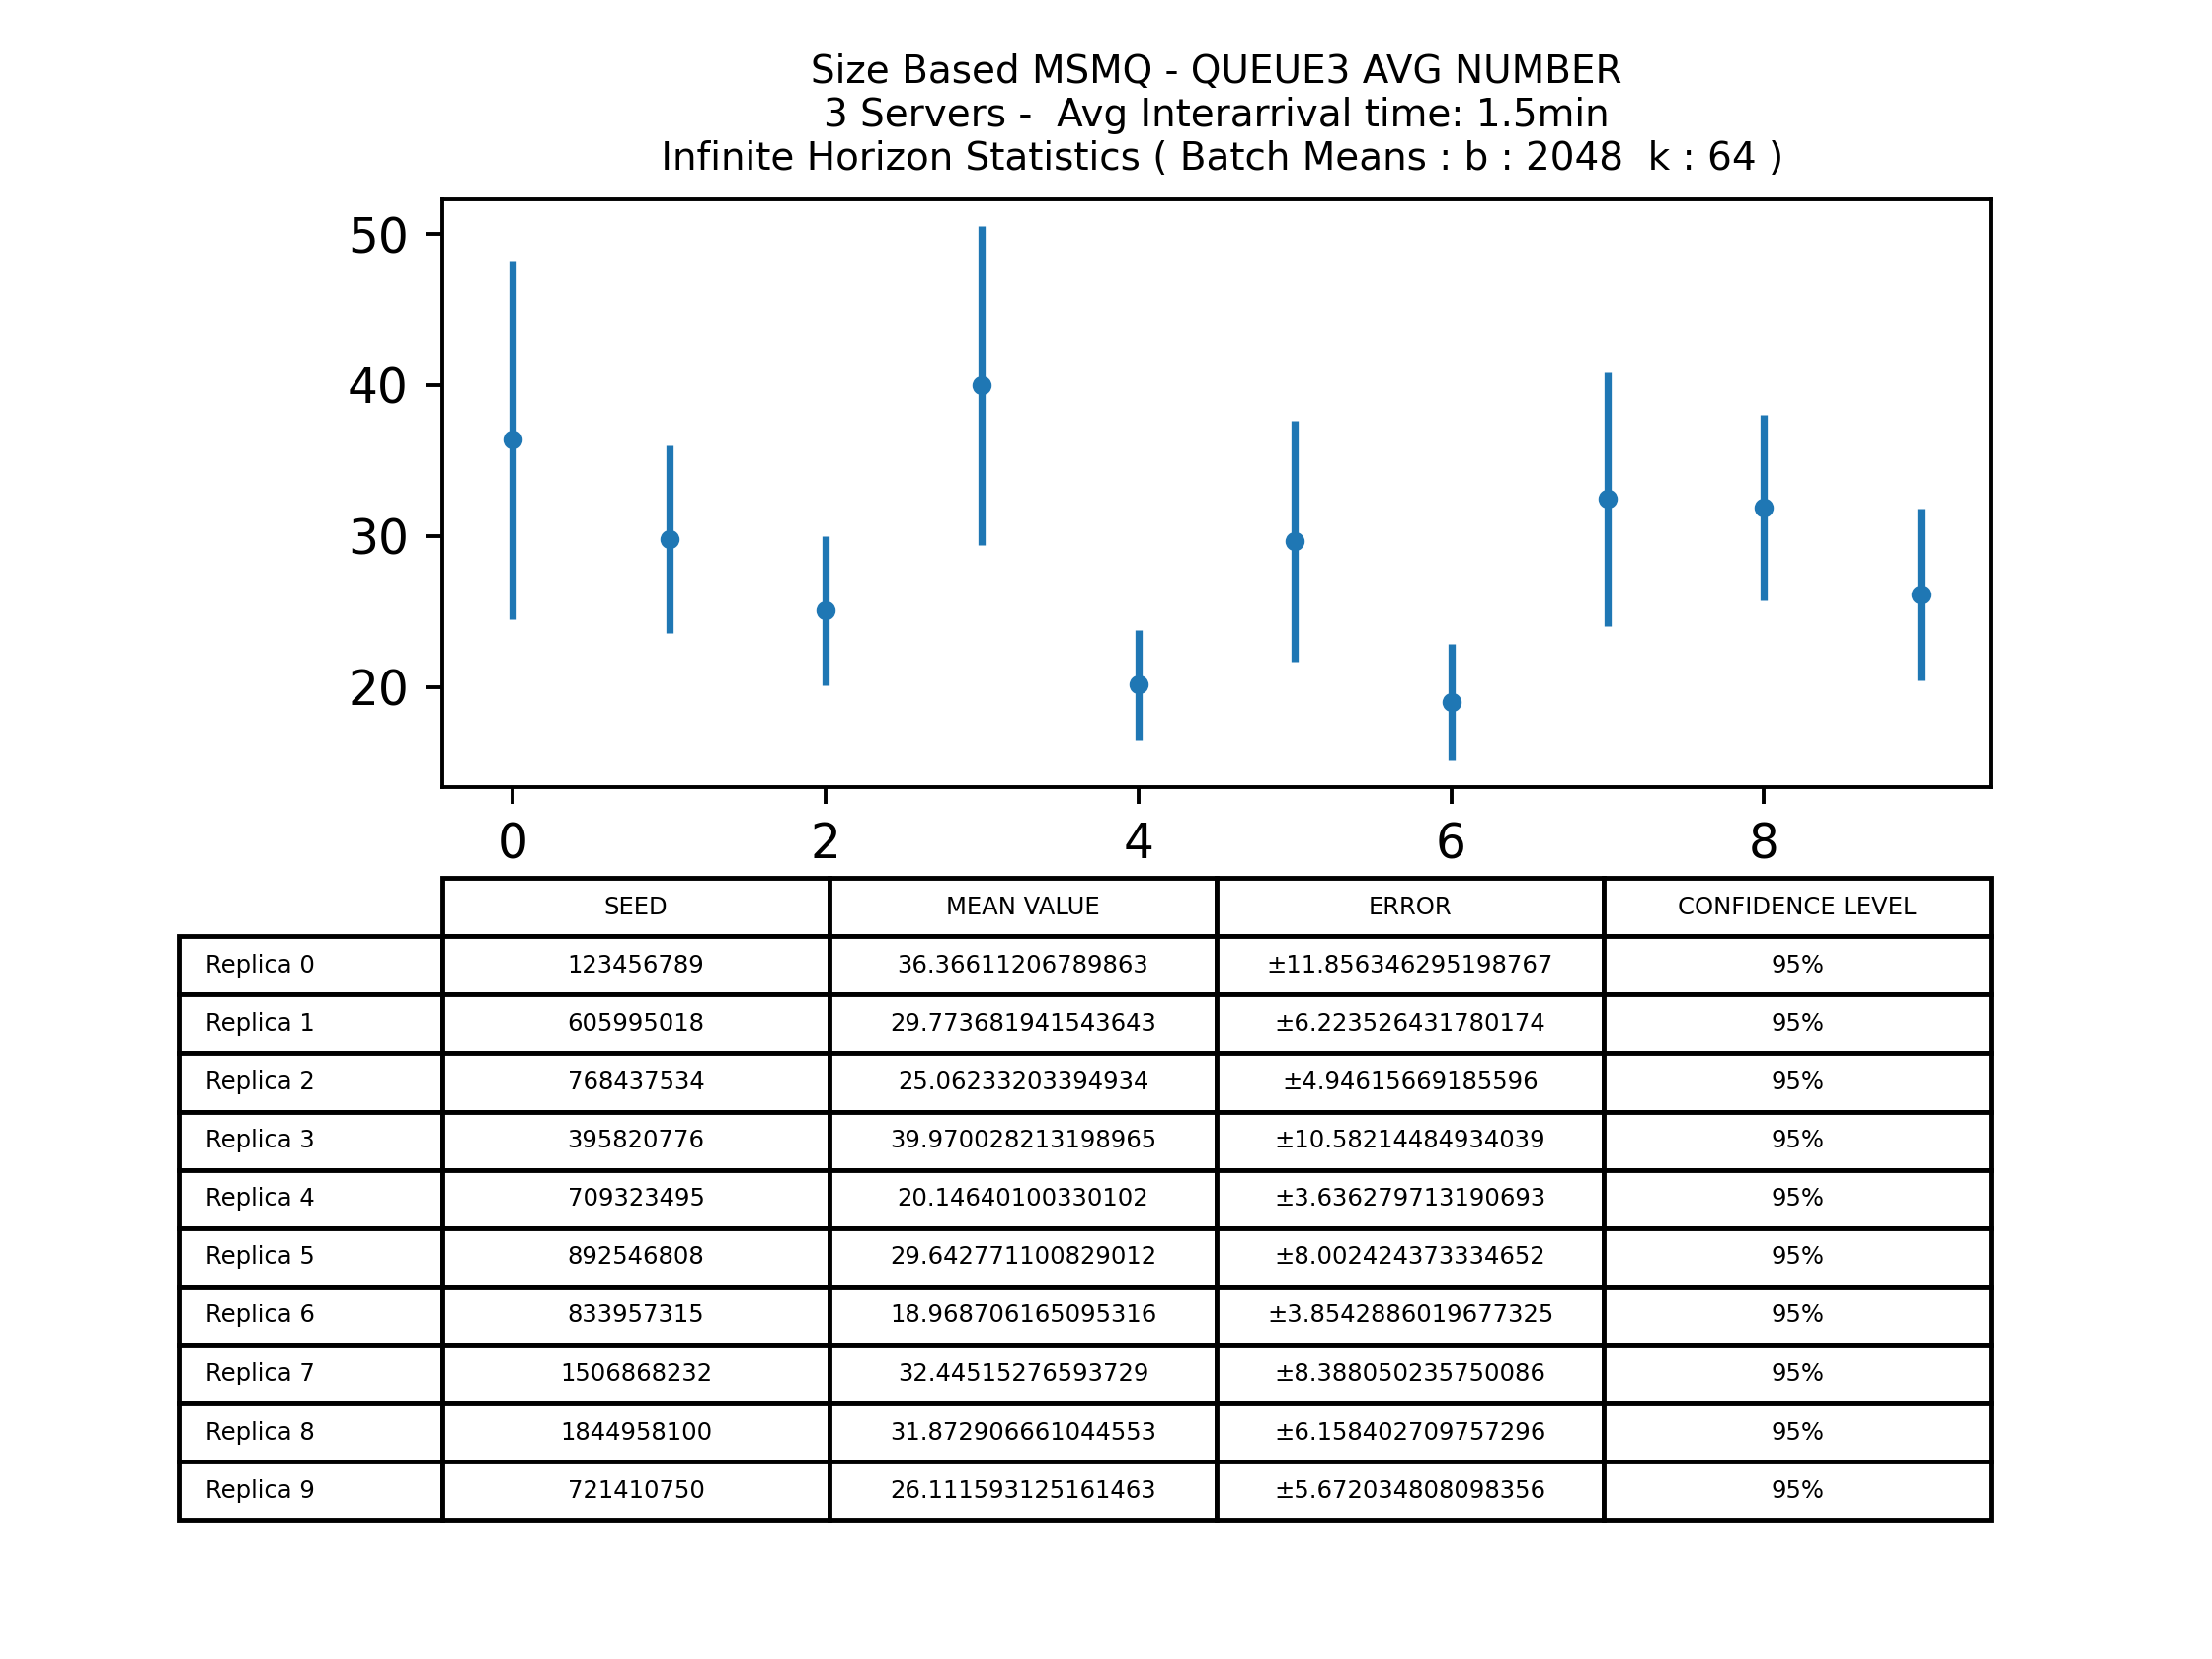 Size Based MSMQ - QUEUE3 AVG NUMBER
3 Servers -  Avg Interarrival time: 1.5min
Infinite Horizon Statistics ( Batch Means : b : 2048  k : 64 )
50
40
30
20
0 2 4 6 8
SEED MEAN VALUE ERROR CONFIDENCE LEVEL
Replica 0 123456789 36.36611206789863 ±11.856346295198767 95%
Replica 1 605995018 29.773681941543643 ±6.223526431780174 95%
Replica 2 768437534 25.06233203394934 ±4.94615669185596 95%
Replica 3 395820776 39.970028213198965 ±10.58214484934039 95%
Replica 4 709323495 20.14640100330102 ±3.636279713190693 95%
Replica 5 892546808 29.642771100829012 ±8.002424373334652 95%
Replica 6 833957315 18.968706165095316 ±3.8542886019677325 95%
Replica 7 1506868232 32.44515276593729 ±8.388050235750086 95%
Replica 8 1844958100 31.872906661044553 ±6.158402709757296 95%
Replica 9 721410750 26.111593125161463 ±5.672034808098356 95%